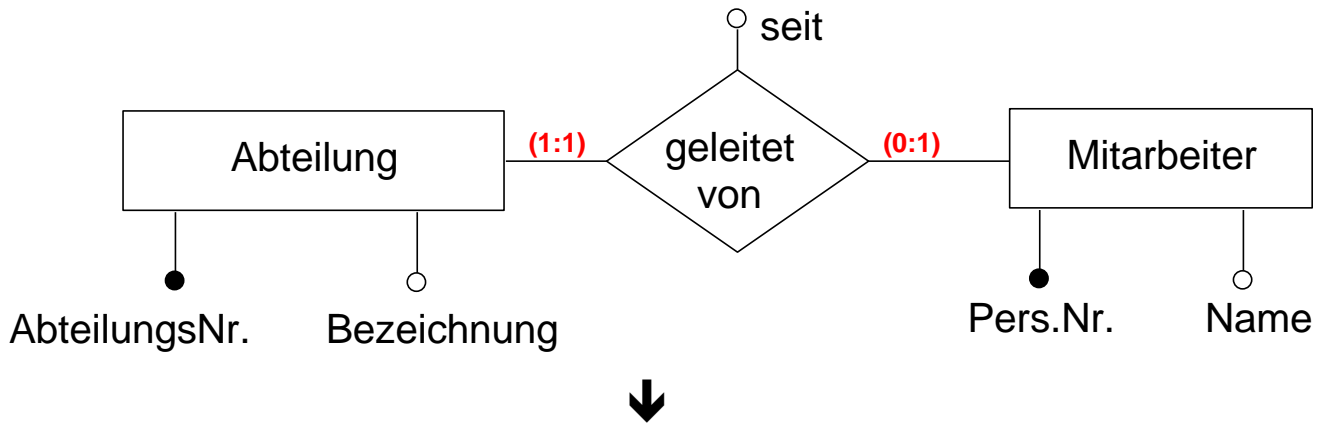 seit
Abteilung
(1:1)
geleitet
von
(0:1)
Mitarbeiter
AbteilungsNr.
Bezeichnung
Pers.Nr.
Name